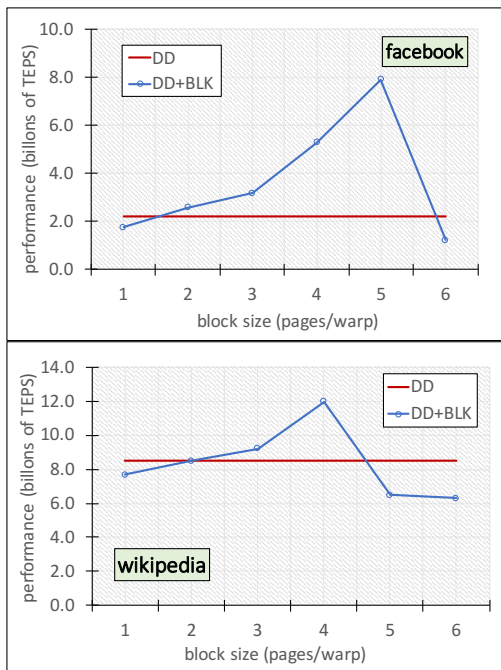 10.0
8.0
6.0
4.0
2.0
0.0
performance (billons of TEPS)
DD
DD+BLK
facebook
1 2 3 4 5 6
block size (pages/warp)
14.0
12.0
10.0
8.0
6.0
4.0
2.0
0.0
performance (billons of TEPS)
DD
DD+BLK
wikipedia
1 2 3 4 5 6
block size (pages/warp)